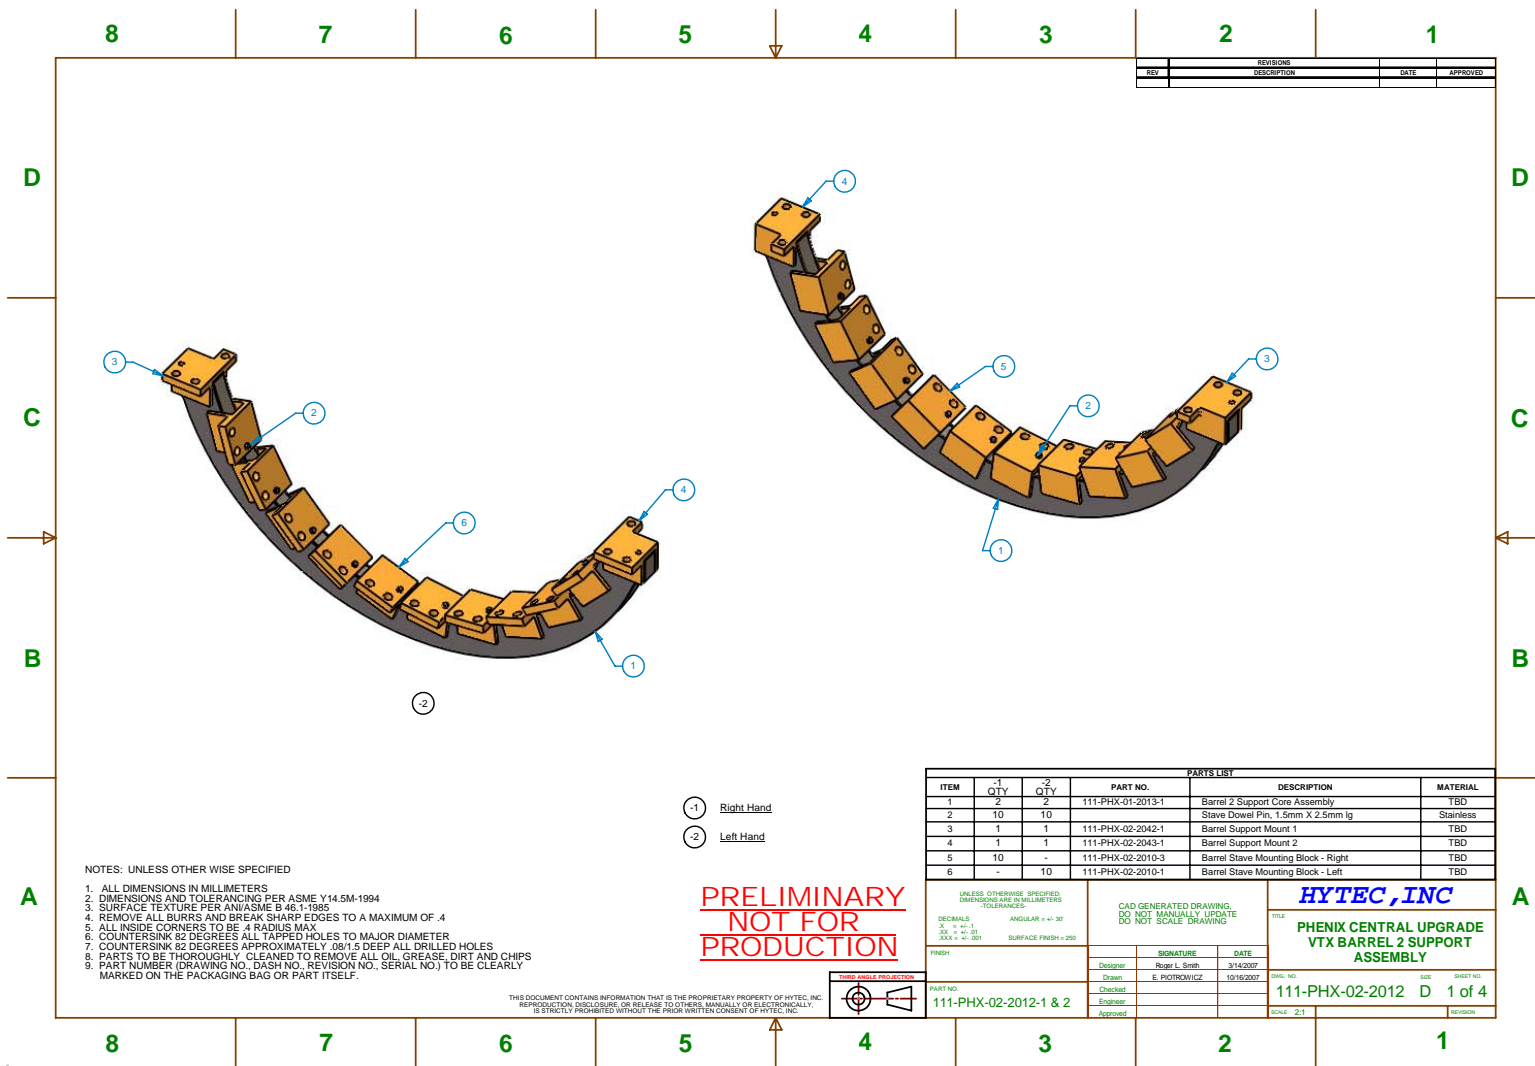 8 7 6 5 4 3 2 1
REVISIONS
REV DESCRIPTION DATE APPROVED
D D
4
3
5
2
1
C C
3
2
4
6
1
B B
-2
-1 Right Hand
-2 Left Hand
PARTS LIST
ITEM -1 QTY -2 QTY PART NO. DESCRIPTION MATERIAL
1 2 2 111-PHX-01-2013-1 Barrel 2 Support Core Assembly TBD
2 10 10 Stave Dowel Pin, 1.5mm X 2.5mm lg Stainless
3 1 1 111-PHX-02-2042-1 Barrel Support Mount 1 TBD
4 1 1 111-PHX-02-2043-1 Barrel Support Mount 2 TBD
5 10 - 111-PHX-02-2010-3 Barrel Stave Mounting Block - Right TBD
6 - 10 111-PHX-02-2010-1 Barrel Stave Mounting Block - Left TBD
A A
NOTES: UNLESS OTHER WISE SPECIFIED
1. ALL DIMENSIONS IN MILLIMETERS
2. DIMENSIONS AND TOLERANCING PER ASME Y14.5M-1994
3. SURFACE TEXTURE PER ANI/ASME B 46.1-1985
4. REMOVE ALL BURRS AND BREAK SHARP EDGES TO A MAXIMUM OF .4
5. ALL INSIDE CORNERS TO BE .4 RADIUS MAX
6. COUNTERSINK 82 DEGREES ALL TAPPED HOLES TO MAJOR DIAMETER
7. COUNTERSINK 82 DEGREES APPROXIMATELY .08/1.5 DEEP ALL DRILLED HOLES
8. PARTS TO BE THOROUGHLY CLEANED TO REMOVE ALL OIL, GREASE, DIRT AND CHIPS
9. PART NUMBER (DRAWING NO., DASH NO., REVISION NO., SERIAL NO.) TO BE CLEARLY
MARKED ON THE PACKAGING BAG OR PART ITSELF.
PRELIMINARY
NOT FOR
PRODUCTION
THIS DOCUMENT CONTAINS INFORMATION THAT IS THE PROPRIETARY PROPERTY OF HYTEC, INC.
REPRODUCTION, DISCLOSURE, OR RELEASE TO OTHERS, MANUALLY OR ELECTRONICALLY,
IS STRICTLY PROHIBITED WITHOUT THE PRIOR WRITTEN CONSENT OF HYTEC, INC.
THIRD ANGLE PROJECTION
UNLESS OTHERWISE SPECIFIED:
DIMENSIONS ARE IN MILLIMETERS
-TOLERANCES-
DECIMALS ANGULAR = +/- 30'
.X = +/- .1
.XX = +/- .01
.XXX = +/- .001 SURFACE FINISH = 250
FINISH
PART NO.
111-PHX-02-2012-1 & 2
CAD GENERATED DRAWING,
DO NOT MANUALLY UPDATE
DO NOT SCALE DRAWING
SIGNATURE DATE
Designer Roger L. Smith 3/14/2007
Drawn E. PIOTROWICZ 10/16/2007
Checked
Engineer
Approved
HYTEC,INC
TITLE
PHENIX CENTRAL UPGRADE
VTX BARREL 2 SUPPORT
ASSEMBLY
DWG. NO. SIZE SHEET NO.
111-PHX-02-2012 D 1 of 4
SCALE 2:1 REVISION
8 7 6 5 4 3 2 1